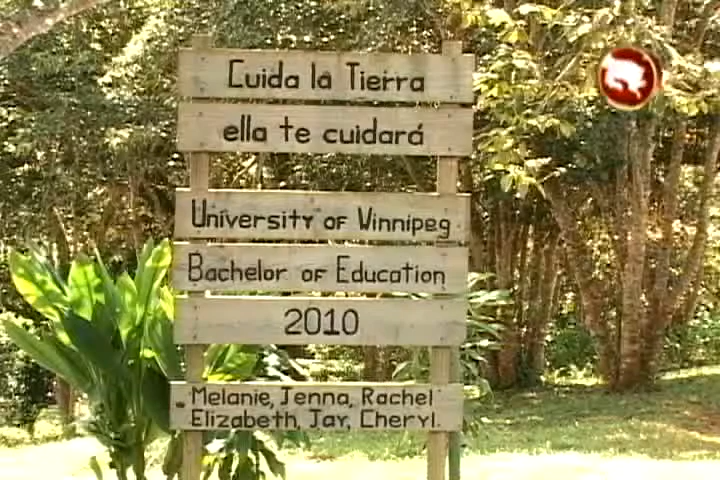 Cuida la Tierra
ella te cuidará
University of Winnipeg
Bachelor of Education
2010
Melanie, Jenna, Rachel
Elizabeth, Jay, Cheryl.